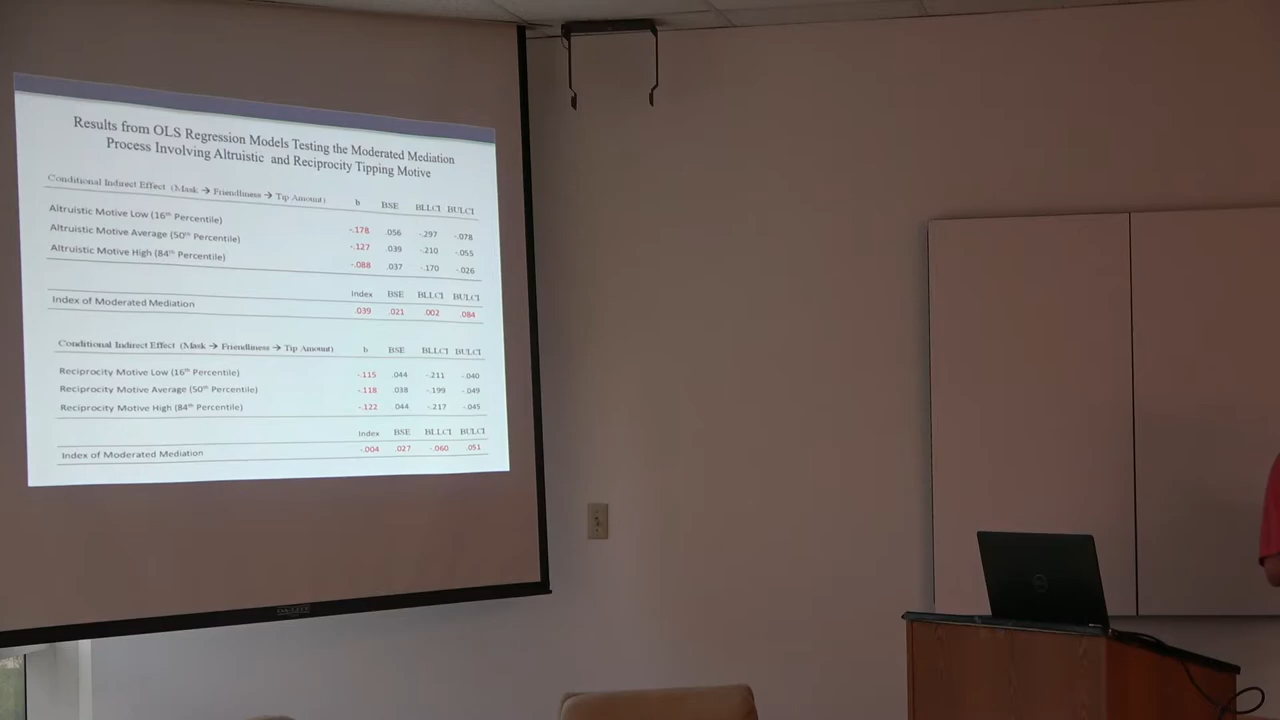 Results from OLS Regression Models Testing the Moderated Mediation
Process Involving Altruistic and Reciprocity Tipping Motive
Conditional Indirect Effect (Mask → Friendliness → Tip Amount) b BSE BLLCI BULCI
Altruistic Motive Low (16th Percentile) -.178 .056 -.297 -.078
Altruistic Motive Average (50th Percentile) -.127 .039 -.210 -.055
Altruistic Motive High (84th Percentile) -.088 .037 -.170 -.026
Index BSE BLLCI BULCI
Index of Moderated Mediation .039 .021 .002 .084
Conditional Indirect Effect (Mask → Friendliness → Tip Amount) b BSE BLLCI BULCI
Reciprocity Motive Low (16th Percentile) -.115 .044 -.211 -.040
Reciprocity Motive Average (50th Percentile) -.118 .038 -.199 -.049
Reciprocity Motive High (84th Percentile) -.122 .044 -.217 -.045
Index BSE BLLCI BULCI
Index of Moderated Mediation -.004 .027 -.060 .051
DA-LITE
DELL